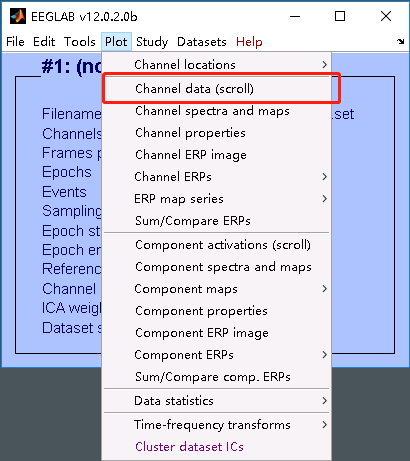 EEGLAB v12.0.2.0b
File Edit Tools Plot Study Datasets Help
#1: (no
Channel locations
Channel data (scroll)
Filename
.set
Channel spectra and maps
Channels
Channel properties
Frames p
Channel ERP image
Epochs
Channel ERPs
Events
ERP map series
Sampling
Sum/Compare ERPs
Epoch st
Component activations (scroll)
Epoch en
Component spectra and maps
Referenc
Component maps
Channel
Component properties
ICA weigh
Component ERP image
Dataset s
Component ERPs
Sum/Compare comp. ERPs
Data statistics
Time-frequency transforms
Cluster dataset ICs